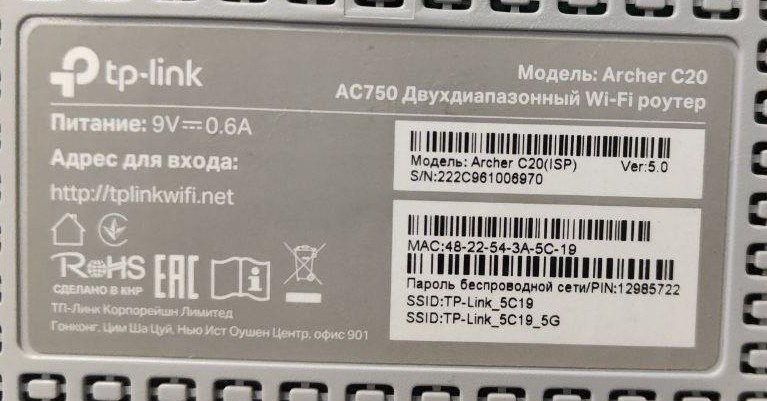 tp-link
Модель: Archer C20
AC750 Двухдиапазонный Wi-Fi роутер
Питание: 9V⎓0.6A
Адрес для входа:
http://tplinkwifi.net
Модель: Archer C20(ISP) Ver:5.0
S/N:222C961006970
MAC:48-22-54-3A-5C-19
Пароль беспроводной сети/PIN:12985722
SSID:TP-Link_5C19
SSID:TP-Link_5C19_5G
RoHS
EAC
СДЕЛАНО В КНР
ТП-Линк Корпорейшн Лимитед
Гонконг, Цим Ша Цуй, Нью Ист Оушен Центр, офис 901